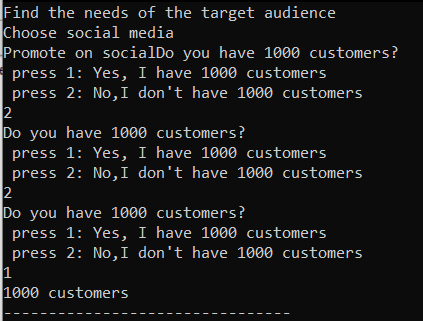 Find the needs of the target audience
Choose social media
Promote on socialDo you have 1000 customers?
 press 1: Yes, I have 1000 customers
 press 2: No,I don't have 1000 customers
2
Do you have 1000 customers?
 press 1: Yes, I have 1000 customers
 press 2: No,I don't have 1000 customers
2
Do you have 1000 customers?
 press 1: Yes, I have 1000 customers
 press 2: No,I don't have 1000 customers
1
1000 customers
--------------------------------